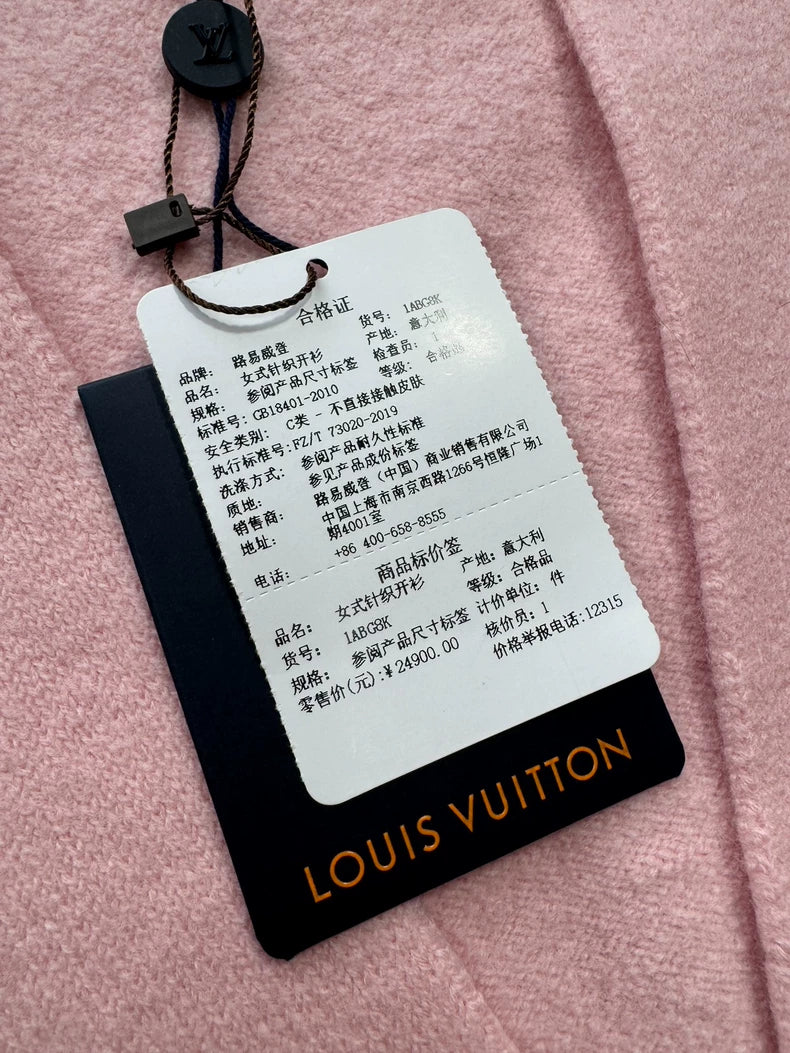 LV
合格证
品牌: 路易威登 货号: 1ABG8K
品名: 女式针织开衫 产地: 意大利
规格: 参阅产品尺寸标签 检查员: 1
标准号: GB18401-2010 等级: 合格品
安全类别: C类 - 不直接接触皮肤
执行标准号: FZ/T 73020-2019
洗涤方式: 参阅产品耐久性标准
质地: 参见产品成份标签
销售商: 路易威登（中国）商业销售有限公司
地址: 中国上海市南京西路1266号恒隆广场1
期4001室
电话: +86 400-658-8555
商品标价签
品名: 女式针织开衫 产地: 意大利
货号: 1ABG8K 等级: 合格品
规格: 参阅产品尺寸标签 计价单位: 件
零售价(元):¥24900.00 核价员: 1
价格举报电话:12315
LOUIS VUITTON